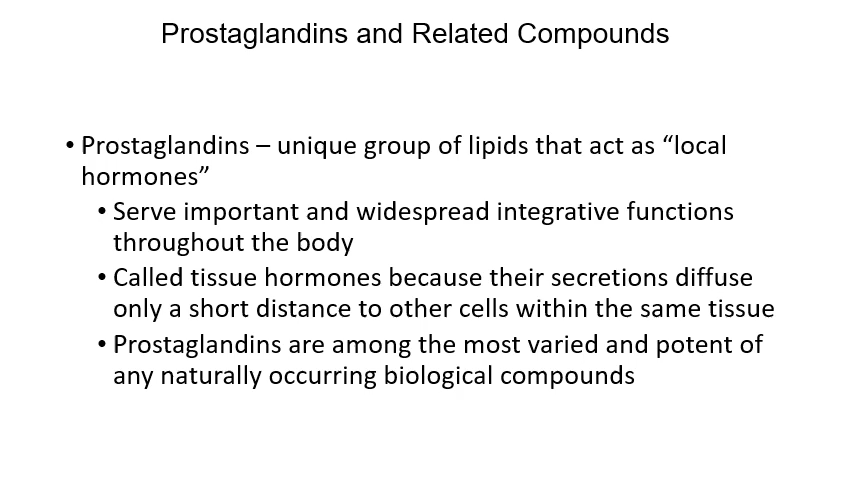 Prostaglandins and Related Compounds
• Prostaglandins – unique group of lipids that act as “local
hormones”
• Serve important and widespread integrative functions
throughout the body
• Called tissue hormones because their secretions diffuse
only a short distance to other cells within the same tissue
• Prostaglandins are among the most varied and potent of
any naturally occurring biological compounds